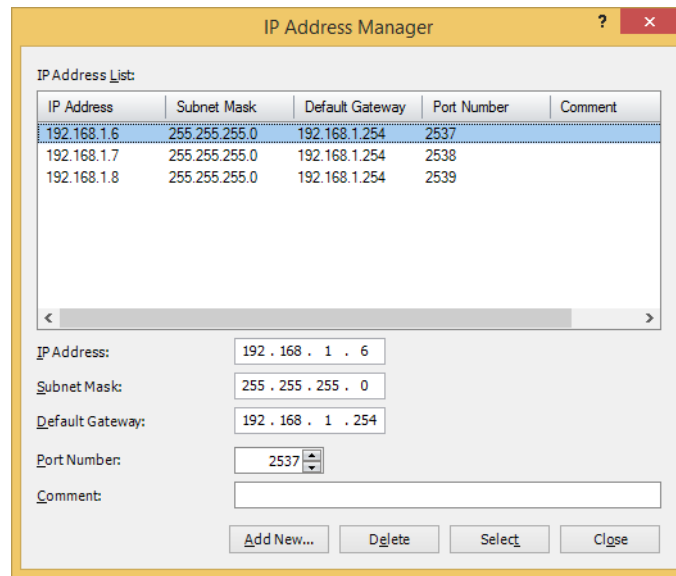 IP Address Manager ? ×
IP Address List:
IP Address Subnet Mask Default Gateway Port Number Comment
192.168.1.6 255.255.255.0 192.168.1.254 2537
192.168.1.7 255.255.255.0 192.168.1.254 2538
192.168.1.8 255.255.255.0 192.168.1.254 2539
IP Address: 192 . 168 . 1 . 6
Subnet Mask: 255 . 255 . 255 . 0
Default Gateway: 192 . 168 . 1 . 254
Port Number: 2537
Comment:
Add New... Delete Select Close